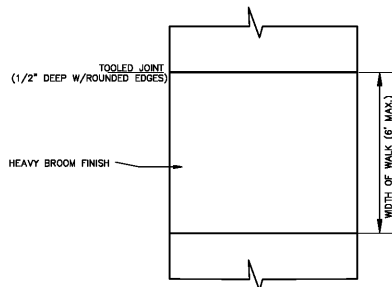 TOOLED JOINT
(1/2" DEEP W/ROUNDED EDGES)
HEAVY BROOM FINISH
WIDTH OF WALK (6' MAX.)